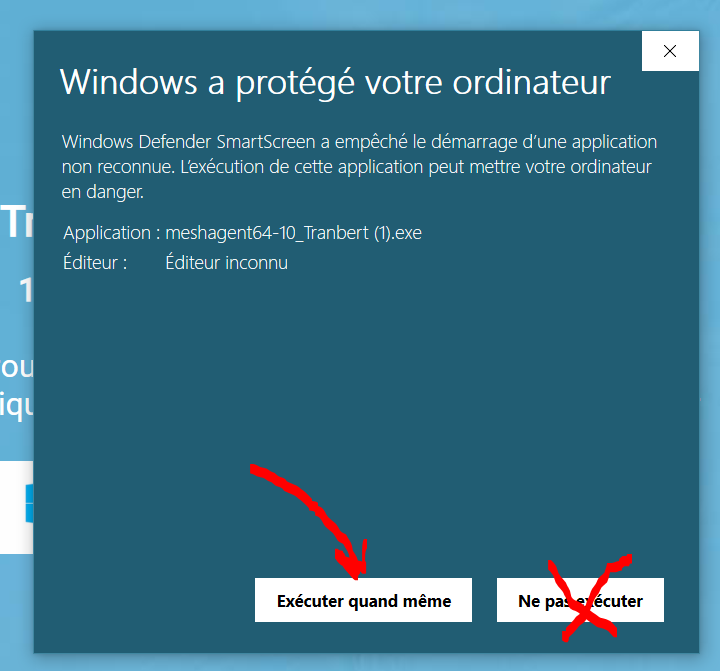 Windows a protégé votre ordinateur
Windows Defender SmartScreen a empêché le démarrage d’une application
non reconnue. L’exécution de cette application peut mettre votre ordinateur
en danger.
Application : meshagent64-10_Tranbert (1).exe
Éditeur : Éditeur inconnu
Tr
1
ou
iqu
Exécuter quand même
Ne pas exécuter